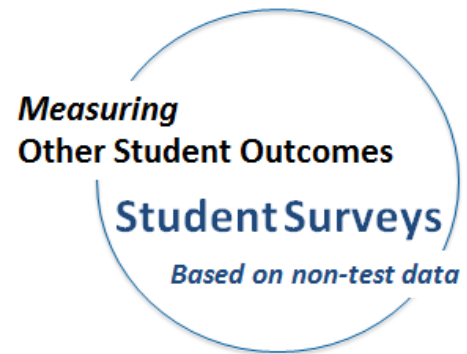 Measuring
Other Student Outcomes
Student Surveys
Based on non-test data